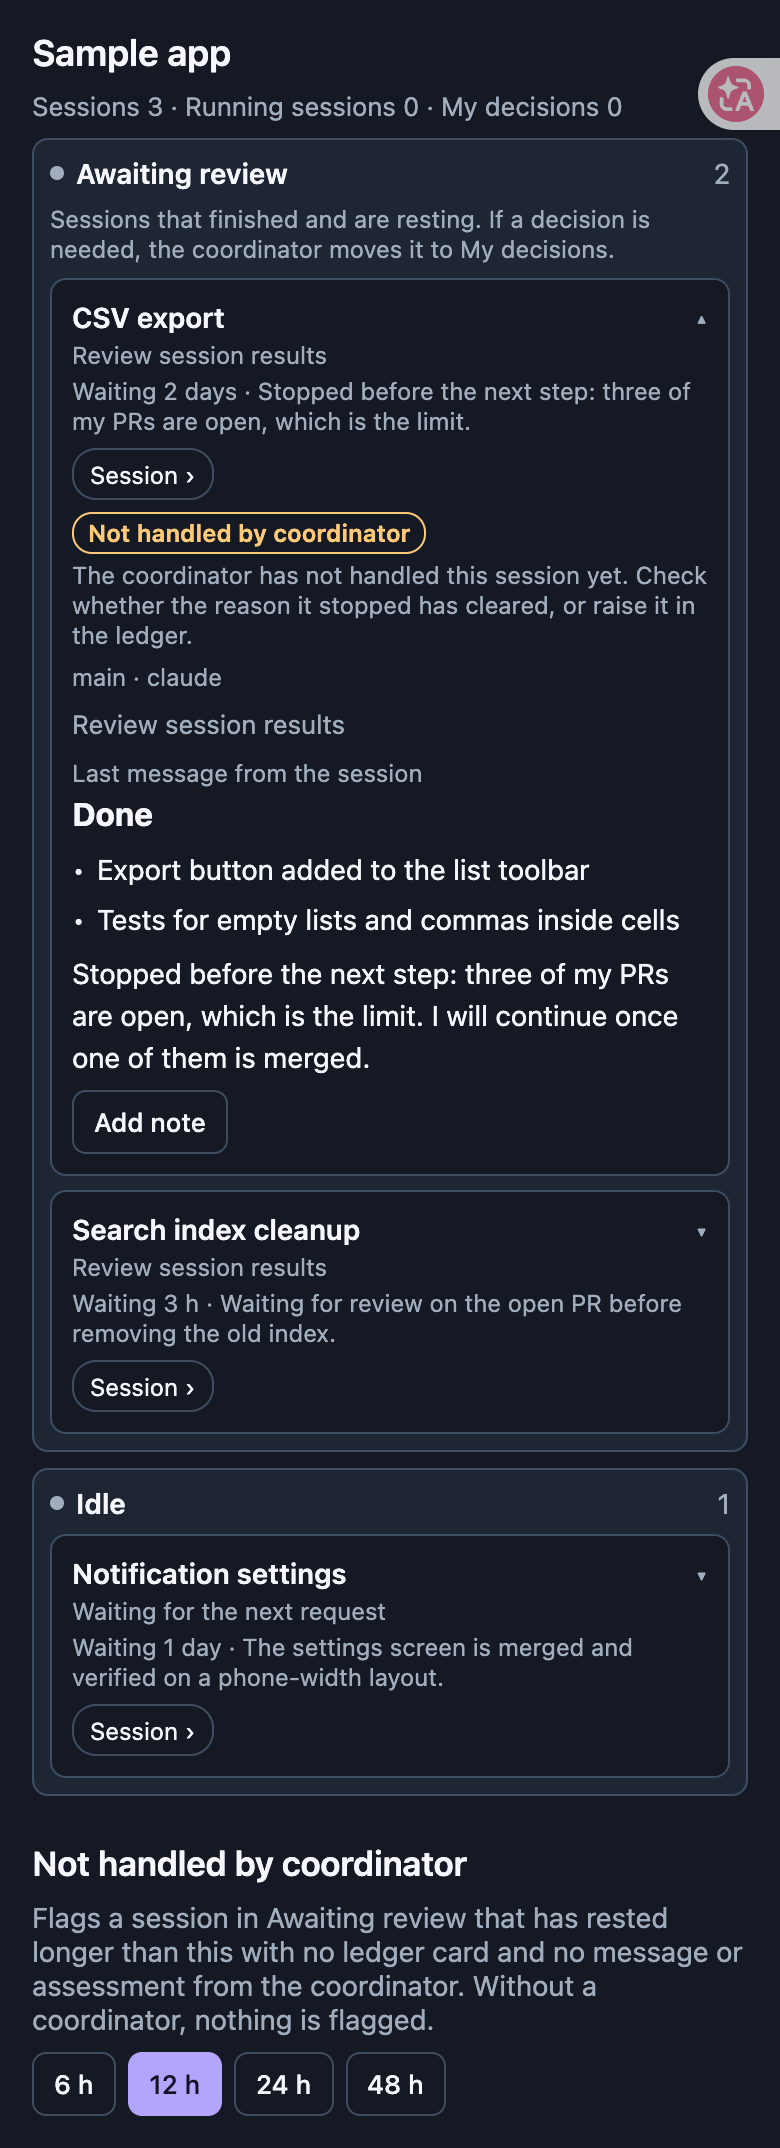 Sample app
Sessions 3 · Running sessions 0 · My decisions 0
Awaiting review
2
Sessions that finished and are resting. If a decision is
needed, the coordinator moves it to My decisions.
CSV export
Review session results
Waiting 2 days · Stopped before the next step: three of
my PRs are open, which is the limit.
Session ›
Not handled by coordinator
The coordinator has not handled this session yet. Check
whether the reason it stopped has cleared, or raise it in
the ledger.
main · claude
Review session results
Last message from the session
Done
• Export button added to the list toolbar
• Tests for empty lists and commas inside cells
Stopped before the next step: three of my PRs
are open, which is the limit. I will continue once
one of them is merged.
Add note
Search index cleanup
Review session results
Waiting 3 h · Waiting for review on the open PR before
removing the old index.
Session ›
Idle
1
Notification settings
Waiting for the next request
Waiting 1 day · The settings screen is merged and
verified on a phone-width layout.
Session ›
Not handled by coordinator
Flags a session in Awaiting review that has rested
longer than this with no ledger card and no message or
assessment from the coordinator. Without a
coordinator, nothing is flagged.
6 h
12 h
24 h
48 h